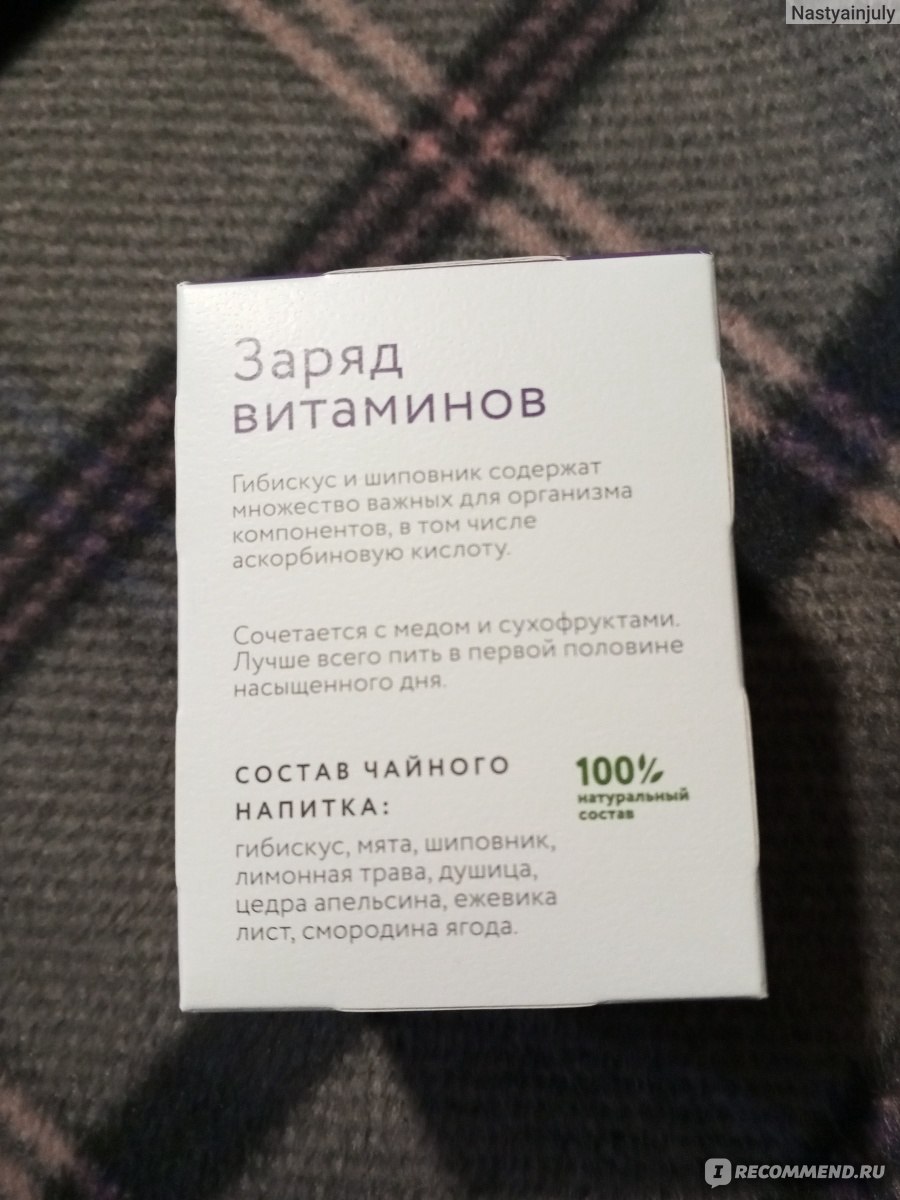 Nastyainjuly
Заряд
витаминов
Гибискус и шиповник содержат
множество важных для организма
компонентов, в том числе
аскорбиновую кислоту.
Сочетается с медом и сухофруктами.
Лучше всего пить в первой половине
насыщенного дня.
СОСТАВ ЧАЙНОГО
НАПИТКА:
100%
натуральный
состав
гибискус, мята, шиповник,
лимонная трава, душица,
цедра апельсина, ежевика
лист, смородина ягода.
IRECOMMEND.RU